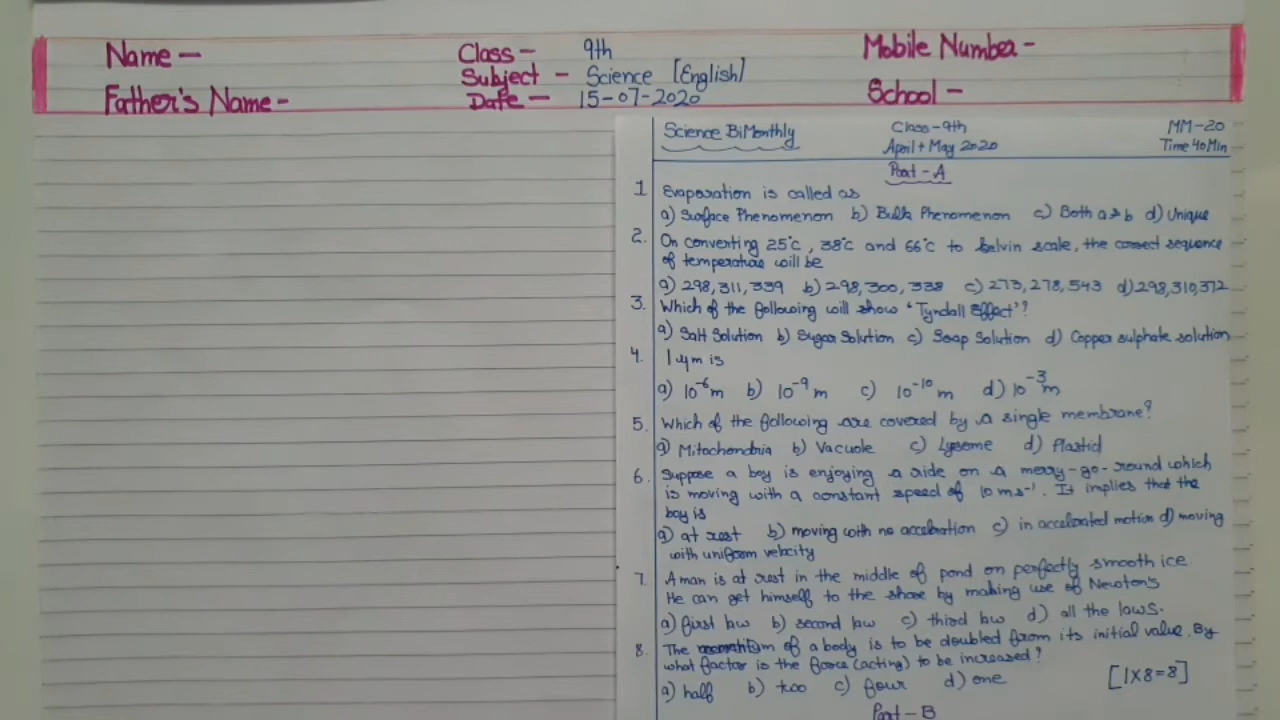 Name —
Class — 9th
Mobile Number -
Subject - Science [English]
Father's Name -
Date — 15-07-2020
School -
Science BiMonthly Class-9th MM-20
April + May 2020 Time 40Min
Part - A
1 Evaporation is called as
a) Surface Phenomenon b) Bulk Phenomenon c) Both a & b d) Unique
2. On converting 25°C, 38°C and 66°C to kelvin scale, the correct sequence
of temperature will be
a) 298,311,339 b) 298,300,338 c) 273,278,543 d) 298,310,372
3. Which of the following will show 'Tyndall Effect'?
a) Salt Solution b) Sugar Solution c) Soap Solution d) Copper sulphate solution
4. 1 μm is
a) 10⁻⁶m b) 10⁻⁹ m c) 10⁻¹⁰ m d) 10⁻³m
5. Which of the following are covered by a single membrane?
a) Mitochondria b) Vacuole c) Lysosome d) Plastid
6. Suppose a boy is enjoying a ride on a merry-go-round which
is moving with a constant speed of 10 ms⁻¹. It implies that the
boy is
a) at rest b) moving with no accelration c) in accelrated motion d) moving
with uniform velocity
7. A man is at rest in the middle of pond on perfectly smooth ice
He can get himself to the shore by making use of Newton's
a) first law b) second law c) third law d) all the laws.
8. The of a body is to be doubled from its initial value. By
what factor is the force (acting) to be increased?
a) half b) two c) four d) one [1X8=8]
Part - B